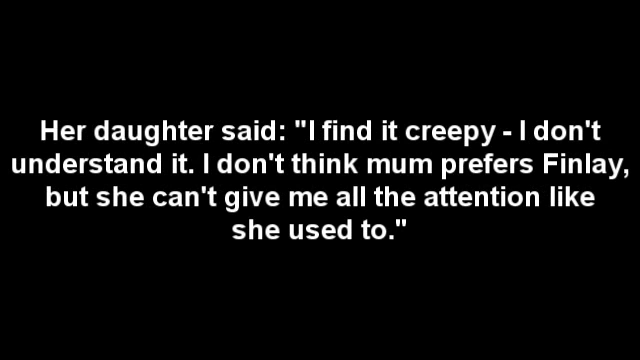 Her daughter said: "I find it creepy - I don't
understand it. I don't think mum prefers Finlay,
but she can't give me all the attention like
she used to."